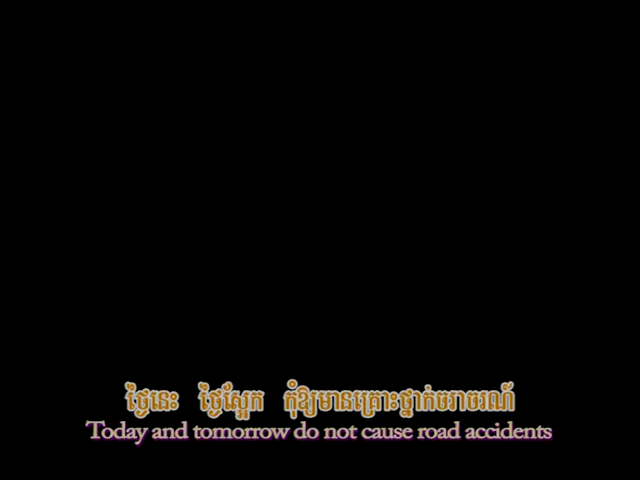 ថ្ងៃនេះ ថ្ងៃស្អែក កុំឱ្យមានគ្រោះថ្នាក់ចរាចរណ៍
Today and tomorrow do not cause road accidents